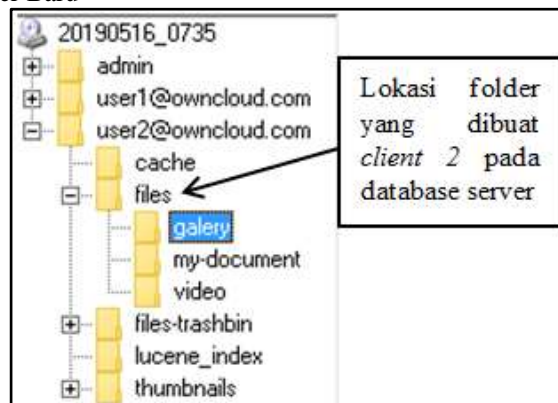 20190516_0735
admin
user1@owncloud.com
user2@owncloud.com
cache
files
galery
my-document
video
files-trashbin
lucene_index
thumbnails
Lokasi folder
yang dibuat
client 2 pada
database server